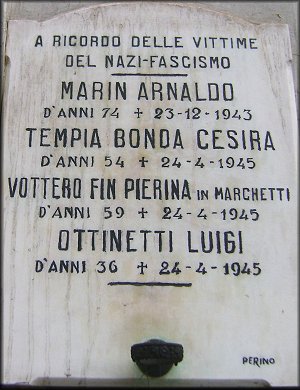 A RICORDO DELLE VITTIME
DEL NAZI-FASCISMO
MARIN ARNALDO
D'ANNI 74 + 23-12-1943
TEMPIA BONDA CESIRA
D'ANNI 54 + 24-4-1945
VOTTERO FIN PIERINA IN MARCHETTI
D'ANNI 59 + 24-4-1945
OTTINETTI LUIGI
D'ANNI 36 + 24-4-1945
PERINO